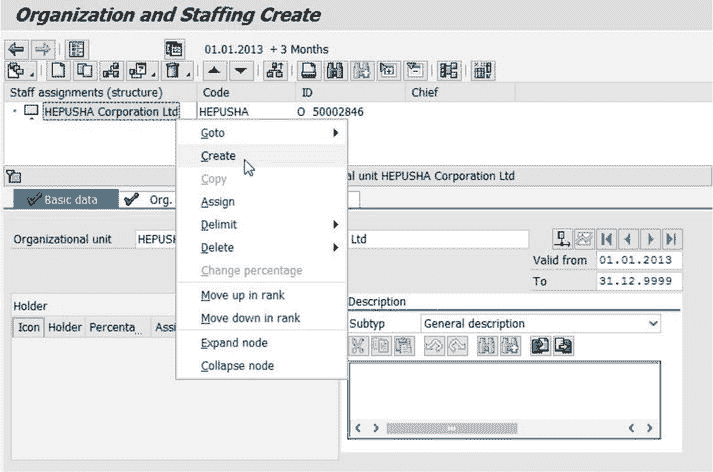 Organization and Staffing Create
01.01.2013 + 3 Months
Staff assignments (structure) Code ID Chief
HEPUSHA Corporation Ltd HEPUSHA O 50002846
Goto
Create
Copy
Assign
Delimit
Delete
Change percentage
Move up in rank
Move down in rank
Expand node
Collapse node
al unit HEPUSHA Corporation Ltd
Basic data Org.
Organizational unit HEPUSH Ltd
Valid from 01.01.2013
To 31.12.9999
Holder
Icon Holder Percenta... Assi
Description
Subtyp General description